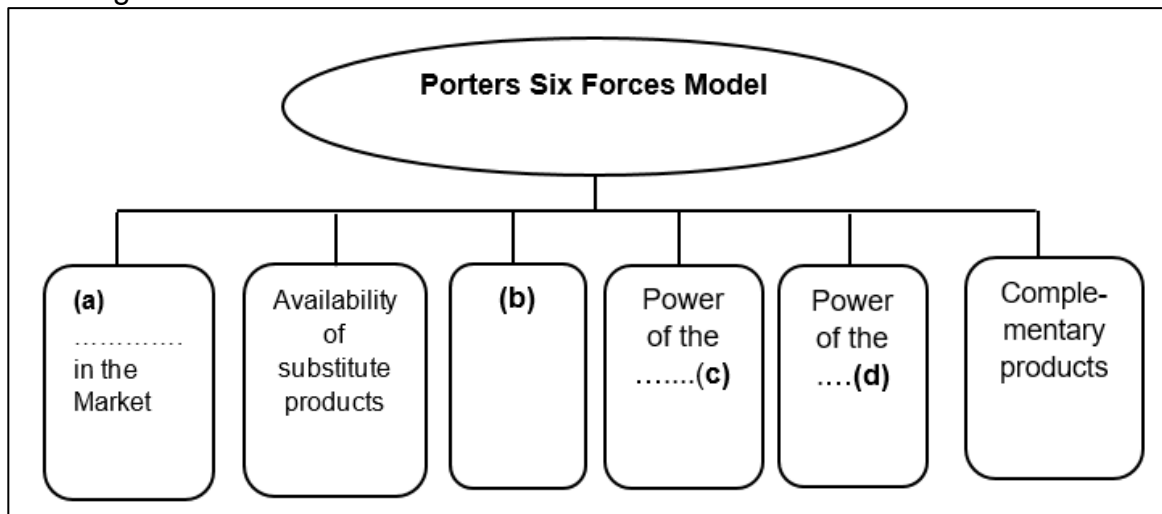 Porters Six Forces Model
(a)
………….
in the
Market
Availability
of
substitute
products
(b)
Power
of the
…....(c)
Power
of the
….(d)
Comple-
mentary
products